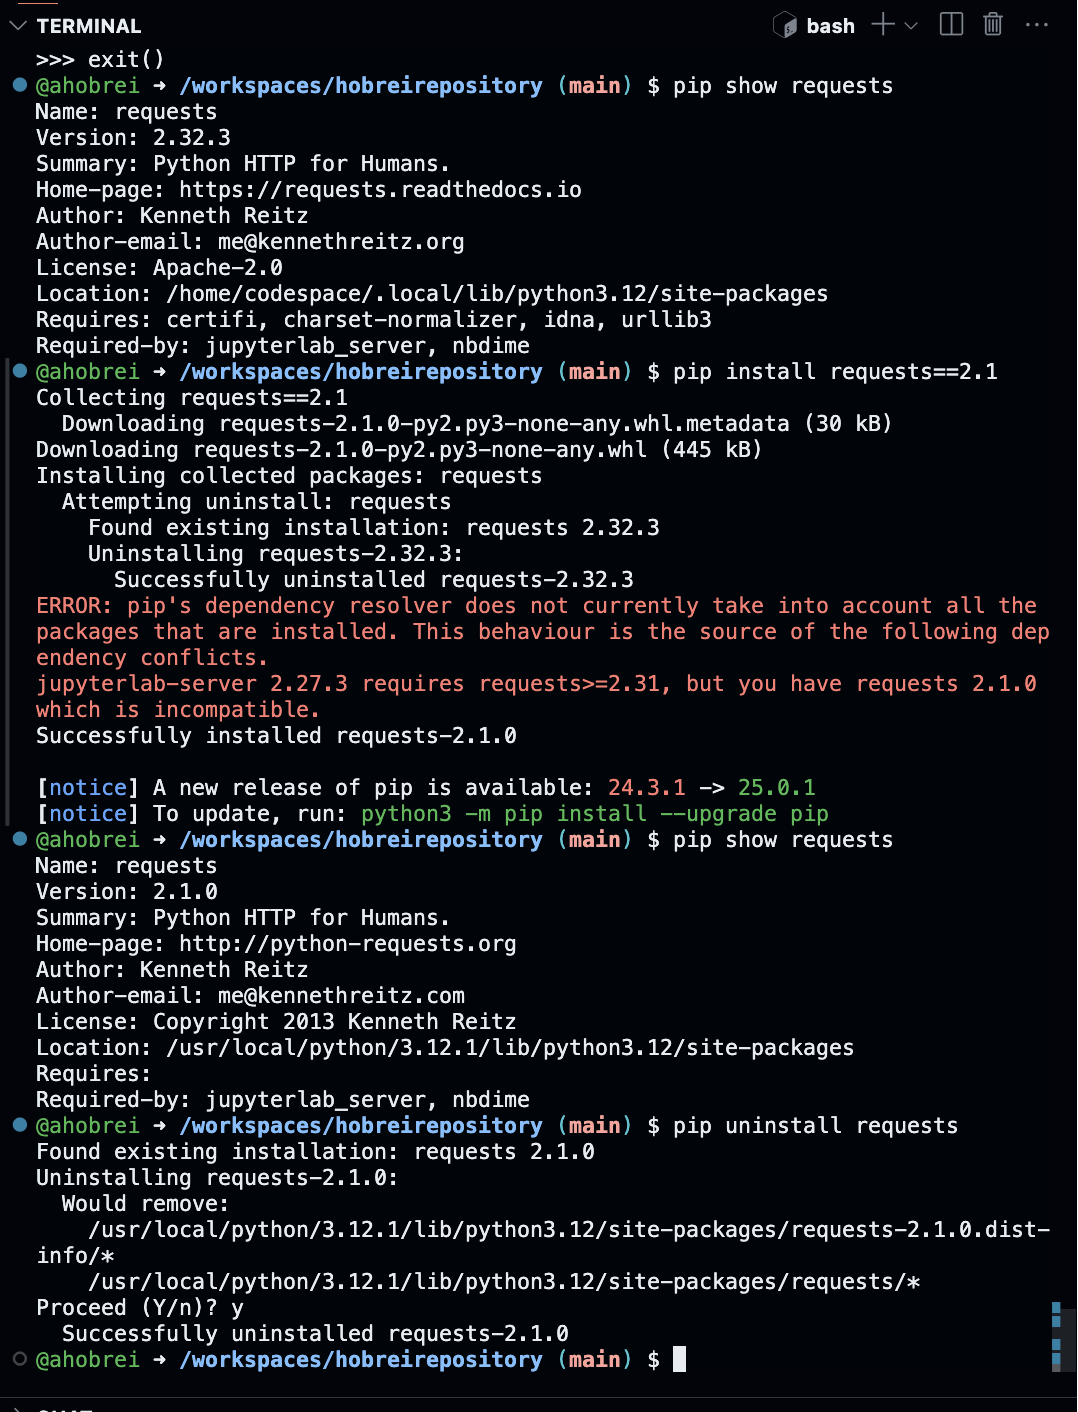 TERMINAL
bash
>>> exit()
@ahobrei ➜ /workspaces/hobreirepository (main) $ pip show requests
Name: requests
Version: 2.32.3
Summary: Python HTTP for Humans.
Home-page: https://requests.readthedocs.io
Author: Kenneth Reitz
Author-email: me@kennethreitz.org
License: Apache-2.0
Location: /home/codespace/.local/lib/python3.12/site-packages
Requires: certifi, charset-normalizer, idna, urllib3
Required-by: jupyterlab_server, nbdime
@ahobrei ➜ /workspaces/hobreirepository (main) $ pip install requests==2.1
Collecting requests==2.1
  Downloading requests-2.1.0-py2.py3-none-any.whl.metadata (30 kB)
Downloading requests-2.1.0-py2.py3-none-any.whl (445 kB)
Installing collected packages: requests
  Attempting uninstall: requests
    Found existing installation: requests 2.32.3
    Uninstalling requests-2.32.3:
      Successfully uninstalled requests-2.32.3
ERROR: pip's dependency resolver does not currently take into account all the
packages that are installed. This behaviour is the source of the following dep
endency conflicts.
jupyterlab-server 2.27.3 requires requests>=2.31, but you have requests 2.1.0
which is incompatible.
Successfully installed requests-2.1.0
[notice] A new release of pip is available: 24.3.1 -> 25.0.1
[notice] To update, run: python3 -m pip install --upgrade pip
@ahobrei ➜ /workspaces/hobreirepository (main) $ pip show requests
Name: requests
Version: 2.1.0
Summary: Python HTTP for Humans.
Home-page: http://python-requests.org
Author: Kenneth Reitz
Author-email: me@kennethreitz.com
License: Copyright 2013 Kenneth Reitz
Location: /usr/local/python/3.12.1/lib/python3.12/site-packages
Requires:
Required-by: jupyterlab_server, nbdime
@ahobrei ➜ /workspaces/hobreirepository (main) $ pip uninstall requests
Found existing installation: requests 2.1.0
Uninstalling requests-2.1.0:
  Would remove:
    /usr/local/python/3.12.1/lib/python3.12/site-packages/requests-2.1.0.dist-
info/*
    /usr/local/python/3.12.1/lib/python3.12/site-packages/requests/*
Proceed (Y/n)? y
  Successfully uninstalled requests-2.1.0
@ahobrei ➜ /workspaces/hobreirepository (main) $